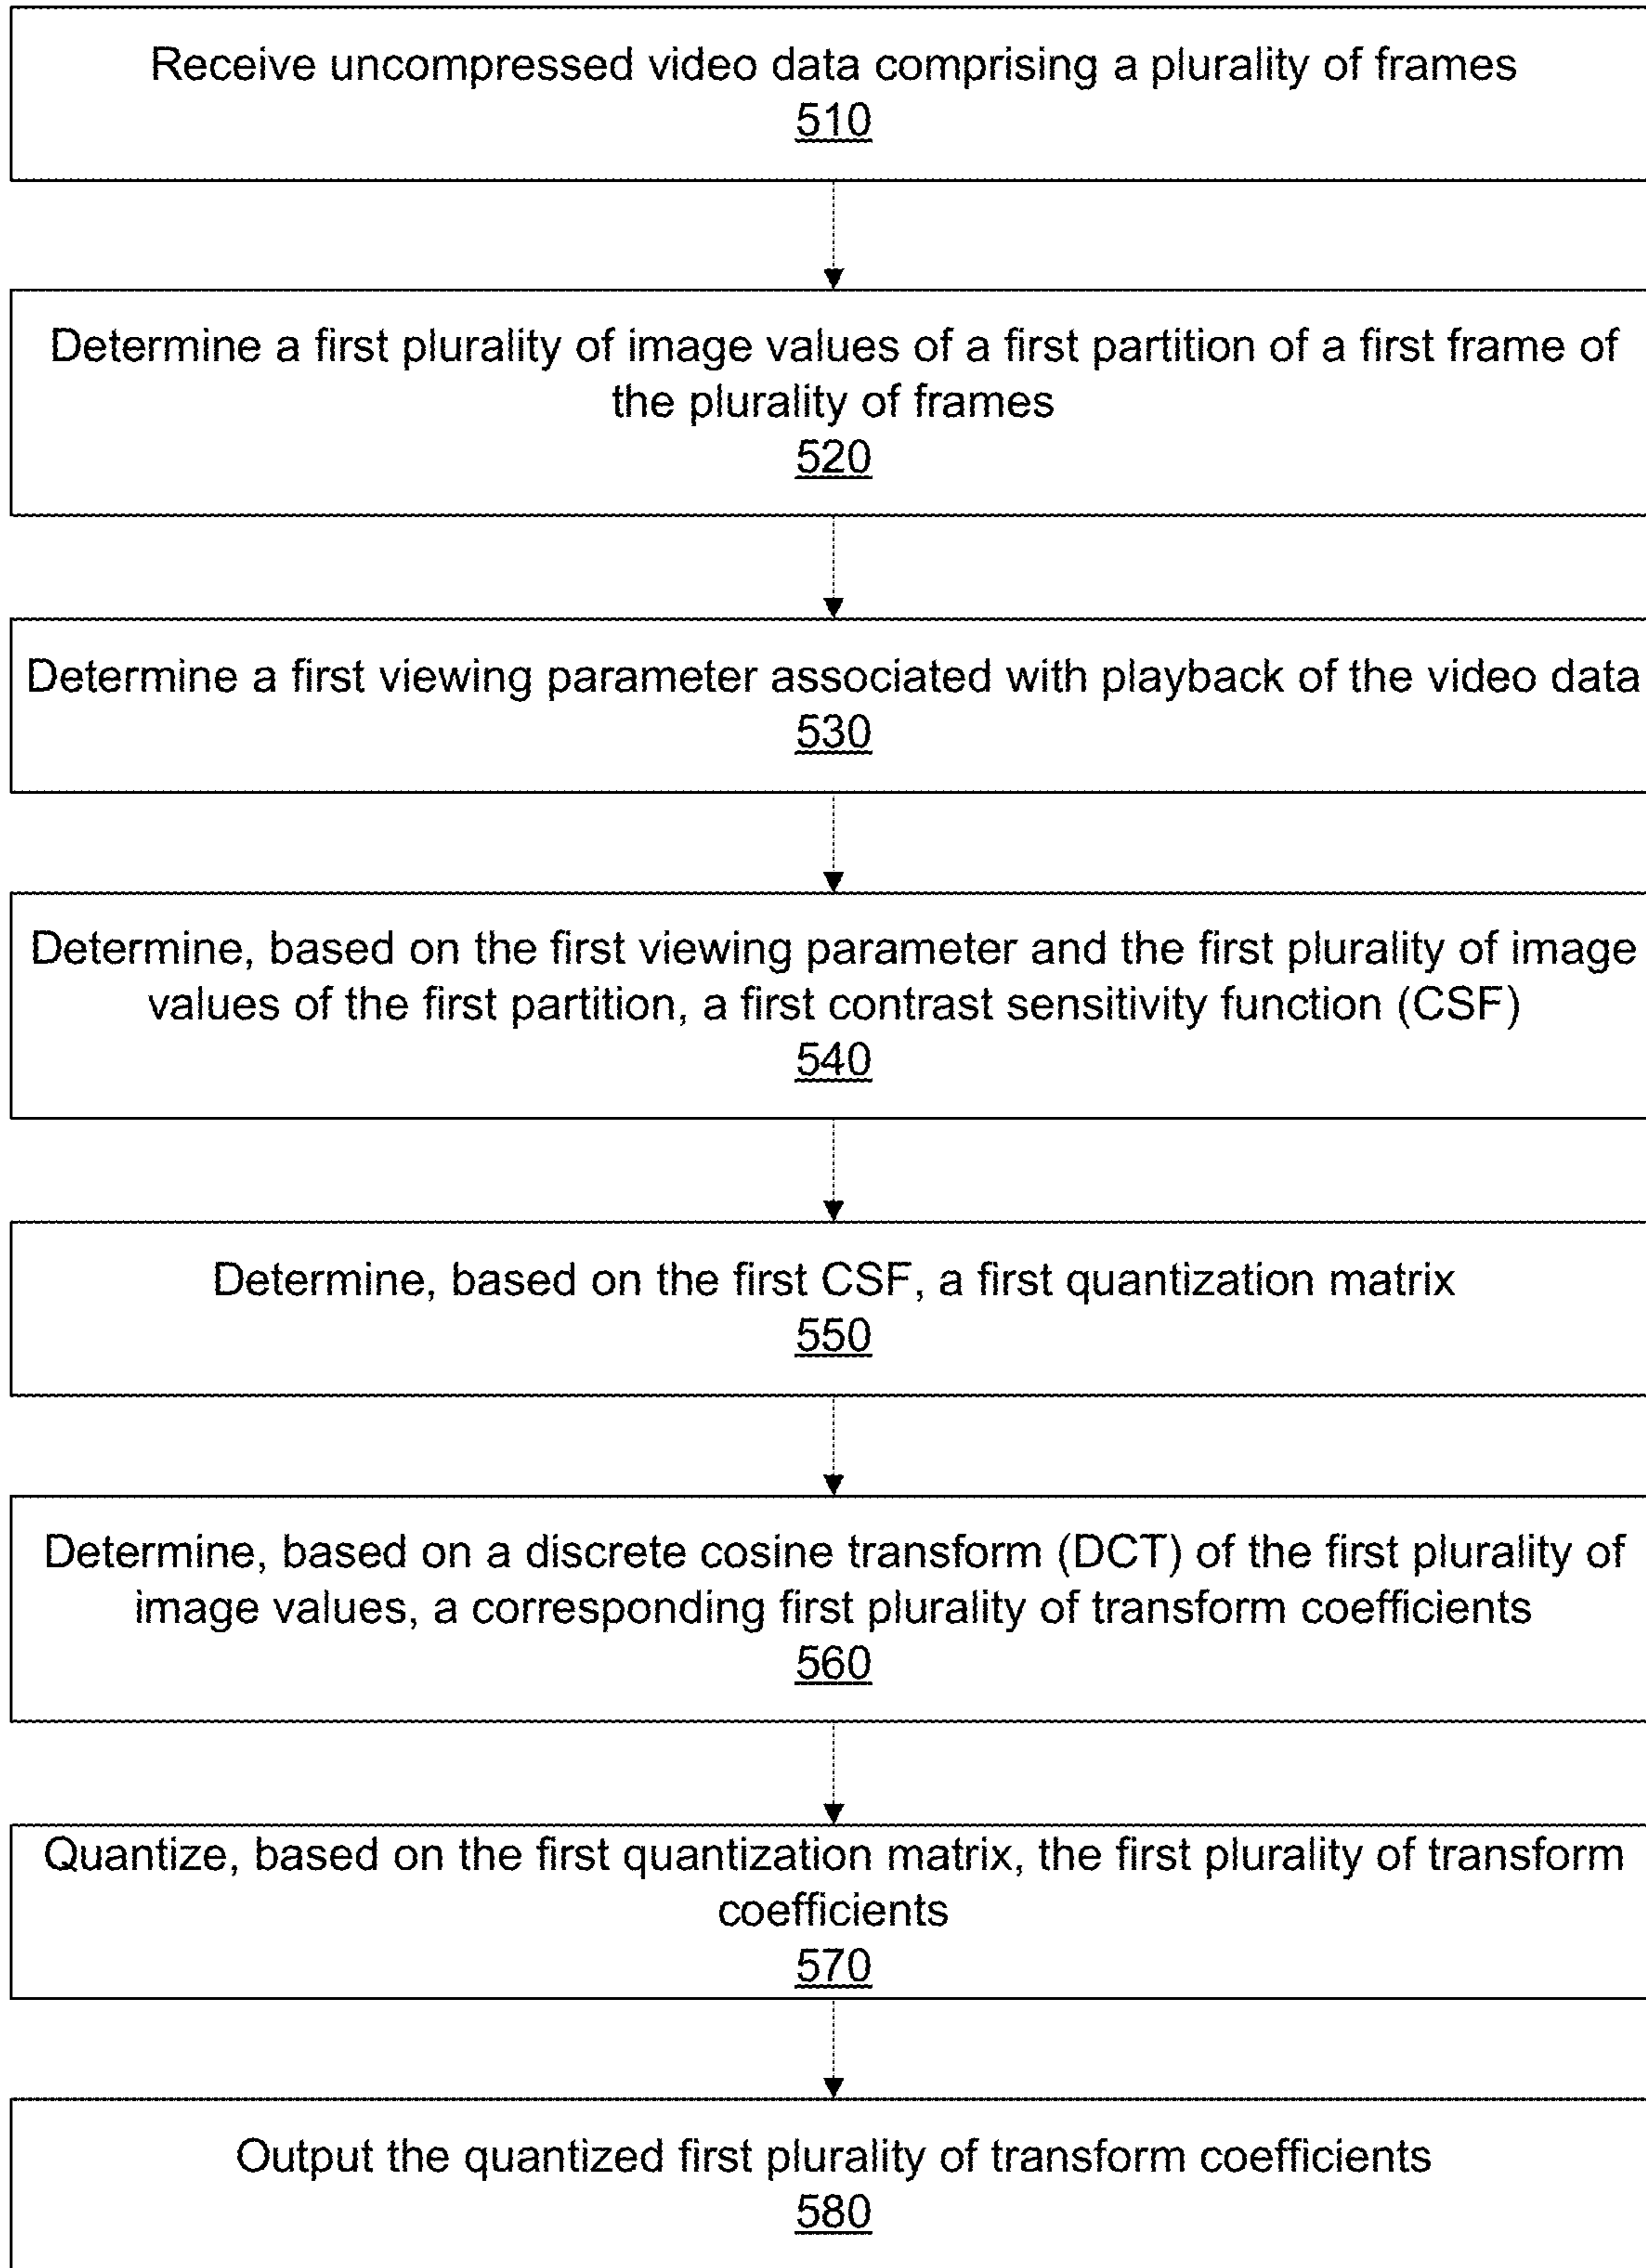 Receive uncompressed video data comprising a plurality of frames
510
Determine a first plurality of image values of a first partition of a first frame of
the plurality of frames
520
Determine a first viewing parameter associated with playback of the video data
530
Determine, based on the first viewing parameter and the first plurality of image
values of the first partition, a first contrast sensitivity function (CSF)
540
Determine, based on the first CSF, a first quantization matrix
550
Determine, based on a discrete cosine transform (DCT) of the first plurality of
image values, a corresponding first plurality of transform coefficients
560
Quantize, based on the first quantization matrix, the first plurality of transform
coefficients
570
Output the quantized first plurality of transform coefficients
580